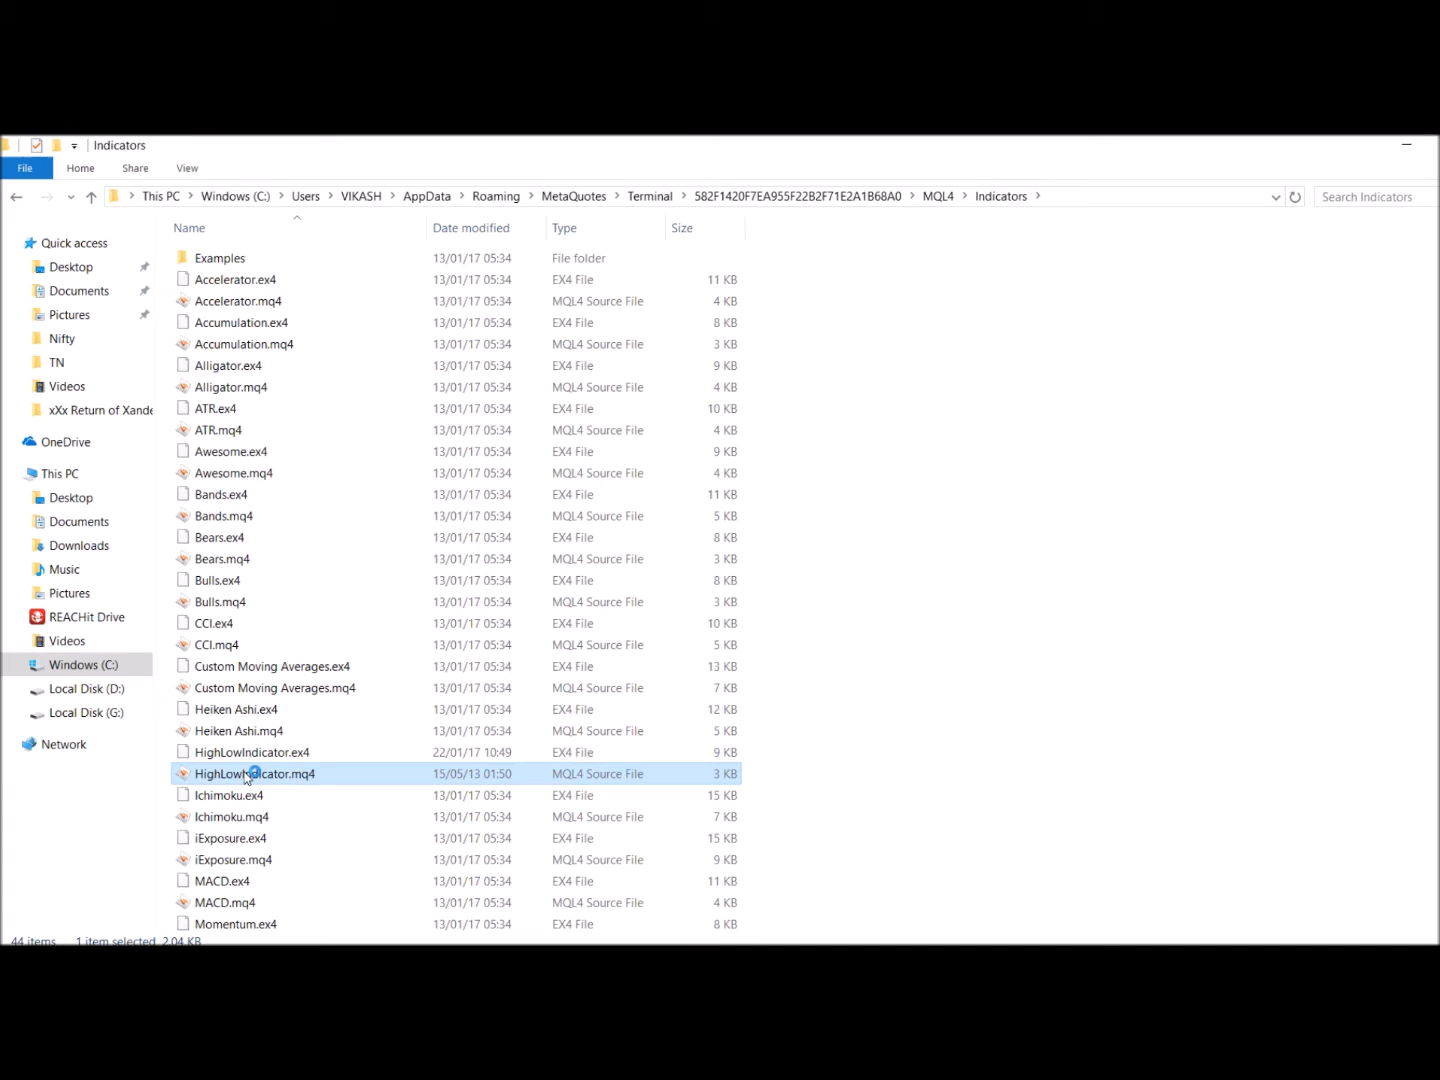 Indicators
File Home Share View
This PC Windows (C:) Users VIKASH AppData Roaming MetaQuotes Terminal 582F1420F7EA955F22B2F71E2A1B68A0 MQL4 Indicators Search Indicators
Name Date modified Type Size
Quick access
Desktop
Documents
Pictures
Nifty
TN
Videos
xXx Return of Xande
OneDrive
This PC
Desktop
Documents
Downloads
Music
Pictures
REACHit Drive
Videos
Windows (C:)
Local Disk (D:)
Local Disk (G:)
Network
Examples 13/01/17 05:34 File folder
Accelerator.ex4 13/01/17 05:34 EX4 File 11 KB
Accelerator.mq4 13/01/17 05:34 MQL4 Source File 4 KB
Accumulation.ex4 13/01/17 05:34 EX4 File 8 KB
Accumulation.mq4 13/01/17 05:34 MQL4 Source File 3 KB
Alligator.ex4 13/01/17 05:34 EX4 File 9 KB
Alligator.mq4 13/01/17 05:34 MQL4 Source File 4 KB
ATR.ex4 13/01/17 05:34 EX4 File 10 KB
ATR.mq4 13/01/17 05:34 MQL4 Source File 4 KB
Awesome.ex4 13/01/17 05:34 EX4 File 9 KB
Awesome.mq4 13/01/17 05:34 MQL4 Source File 4 KB
Bands.ex4 13/01/17 05:34 EX4 File 11 KB
Bands.mq4 13/01/17 05:34 MQL4 Source File 5 KB
Bears.ex4 13/01/17 05:34 EX4 File 8 KB
Bears.mq4 13/01/17 05:34 MQL4 Source File 3 KB
Bulls.ex4 13/01/17 05:34 EX4 File 8 KB
Bulls.mq4 13/01/17 05:34 MQL4 Source File 3 KB
CCI.ex4 13/01/17 05:34 EX4 File 10 KB
CCI.mq4 13/01/17 05:34 MQL4 Source File 5 KB
Custom Moving Averages.ex4 13/01/17 05:34 EX4 File 13 KB
Custom Moving Averages.mq4 13/01/17 05:34 MQL4 Source File 7 KB
Heiken Ashi.ex4 13/01/17 05:34 EX4 File 12 KB
Heiken Ashi.mq4 13/01/17 05:34 MQL4 Source File 5 KB
HighLowIndicator.ex4 22/01/17 10:49 EX4 File 9 KB
HighLowIndicator.mq4 15/05/13 01:50 MQL4 Source File 3 KB
Ichimoku.ex4 13/01/17 05:34 EX4 File 15 KB
Ichimoku.mq4 13/01/17 05:34 MQL4 Source File 7 KB
iExposure.ex4 13/01/17 05:34 EX4 File 15 KB
iExposure.mq4 13/01/17 05:34 MQL4 Source File 9 KB
MACD.ex4 13/01/17 05:34 EX4 File 11 KB
MACD.mq4 13/01/17 05:34 MQL4 Source File 4 KB
Momentum.ex4 13/01/17 05:34 EX4 File 8 KB
44 items 1 item selected 2.04 KB